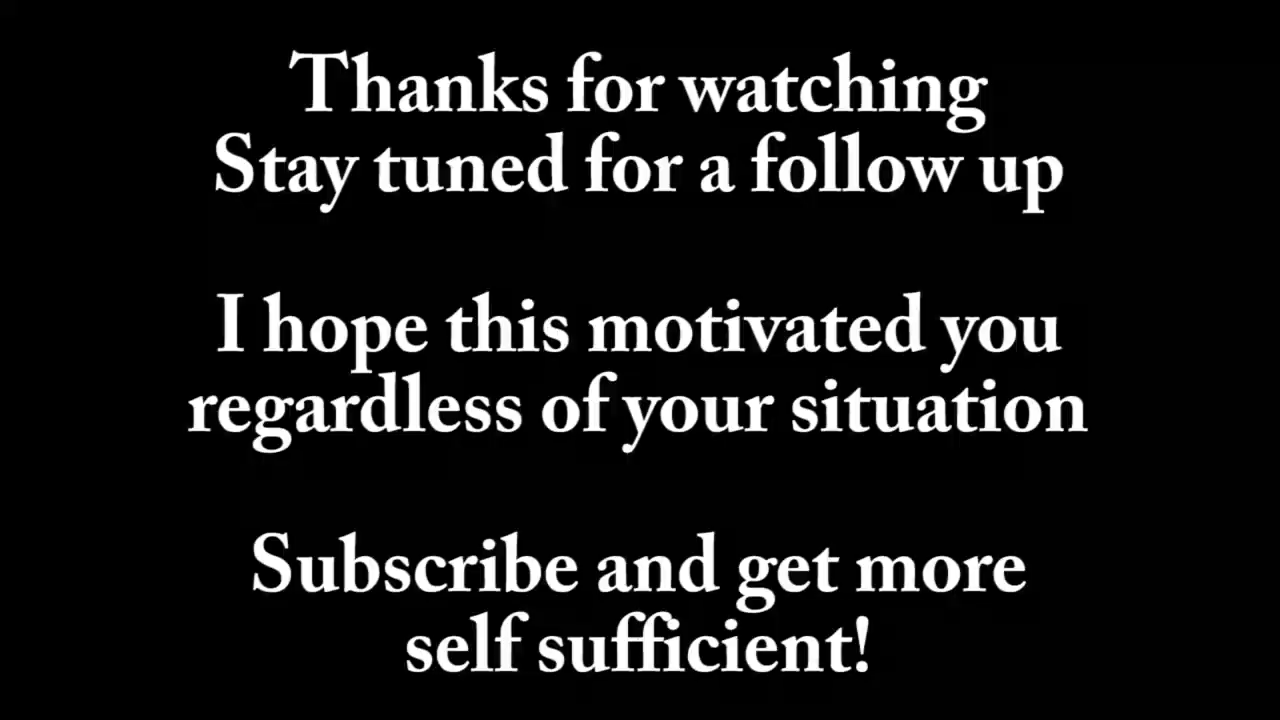 Thanks for watching
Stay tuned for a follow up
I hope this motivated you
regardless of your situation
Subscribe and get more
self sufficient!